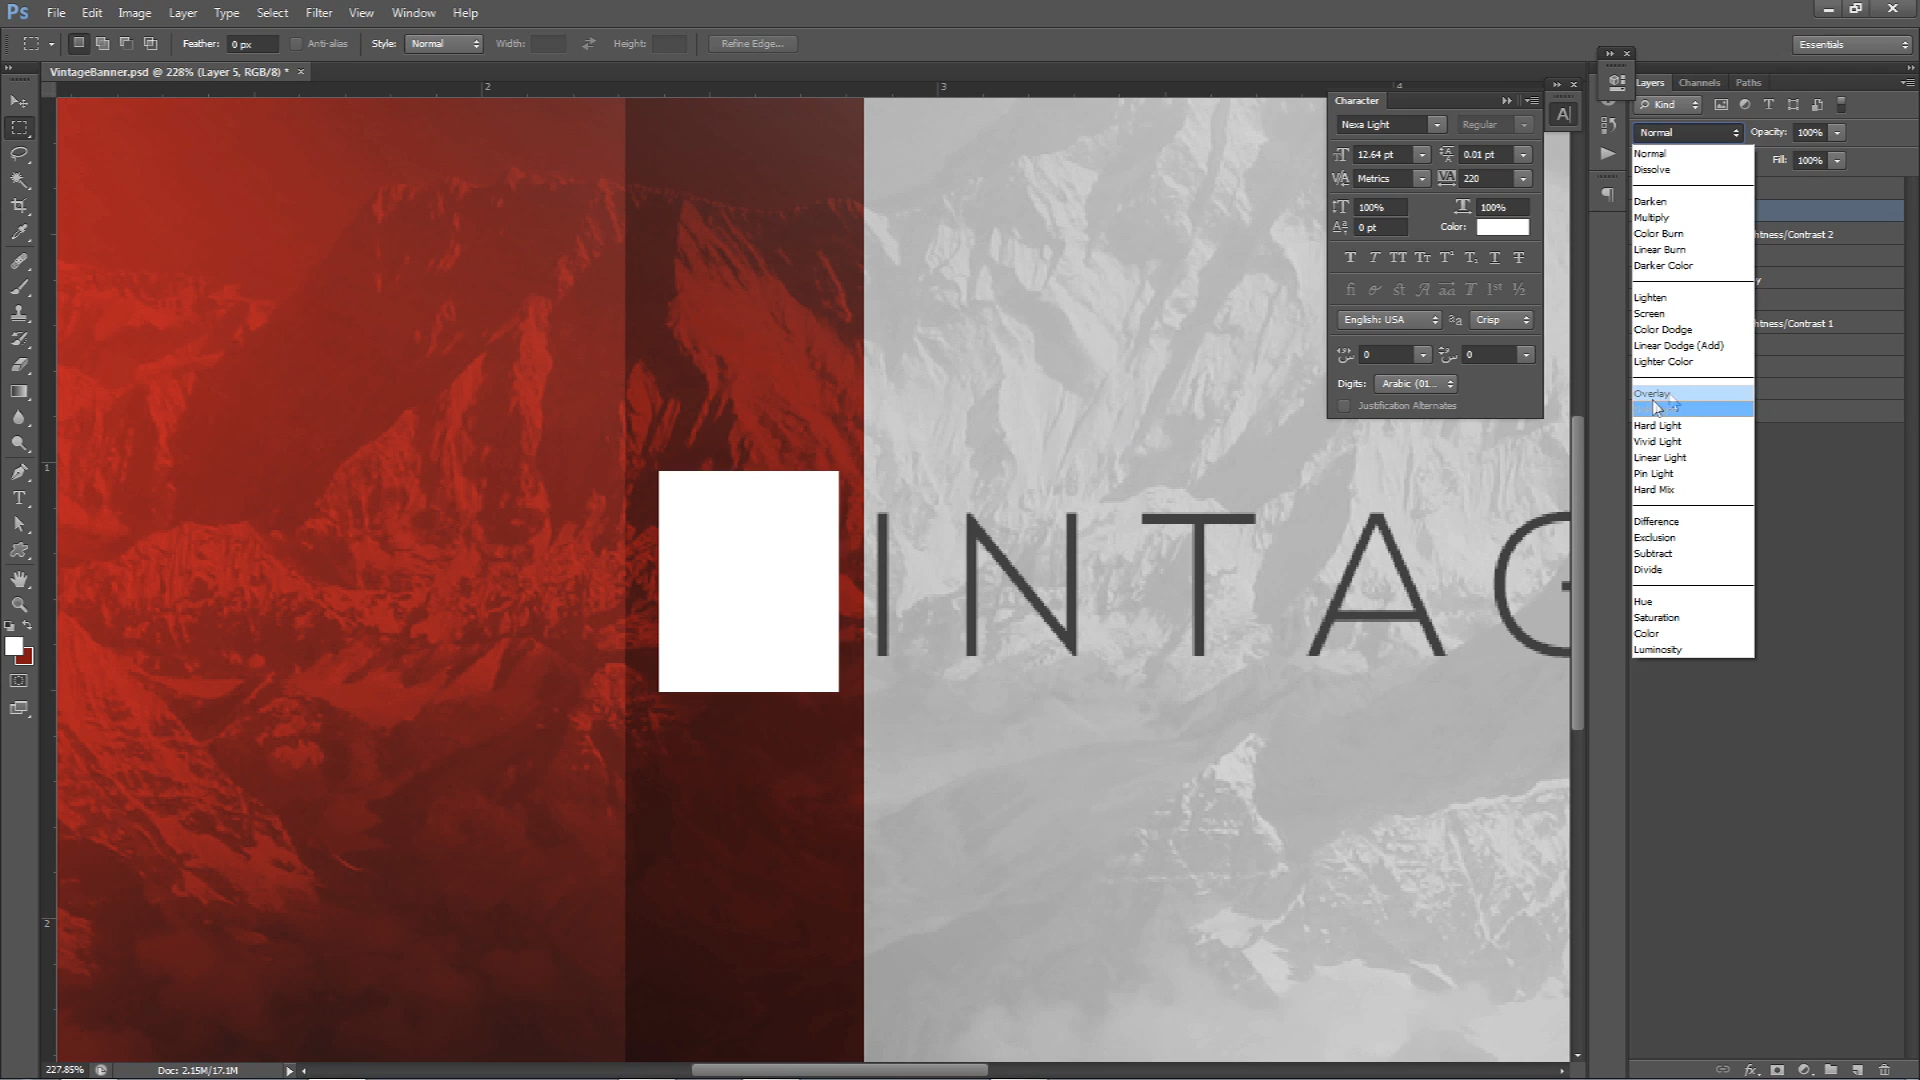 Ps File Edit Image Layer Type Select Filter View Window Help
Feather: 0 px Anti-alias Style: Normal Width: Height: Refine Edge... Essentials
VintageBanner.psd @ 228% (Layer 5, RGB/8) * ×
2 3 4
1
2
INTAG
Character
Nexa Light Regular
12.64 pt 0.01 pt
Metrics 220
100% 100%
0 pt Color:
English: USA Crisp
0 0
Digits: Arabic (01...
Justification Alternates
Layers Channels Paths
Kind
Normal Opacity: 100%
Fill: 100%
Normal
Dissolve
Darken
Multiply
Color Burn
Linear Burn
Darker Color
Lighten
Screen
Color Dodge
Linear Dodge (Add)
Lighter Color
Overlay
Hard Light
Vivid Light
Linear Light
Pin Light
Hard Mix
Difference
Exclusion
Subtract
Divide
Hue
Saturation
Color
Luminosity
htness/Contrast 2
y
htness/Contrast 1
227.85% Doc: 2.15M/17.1M